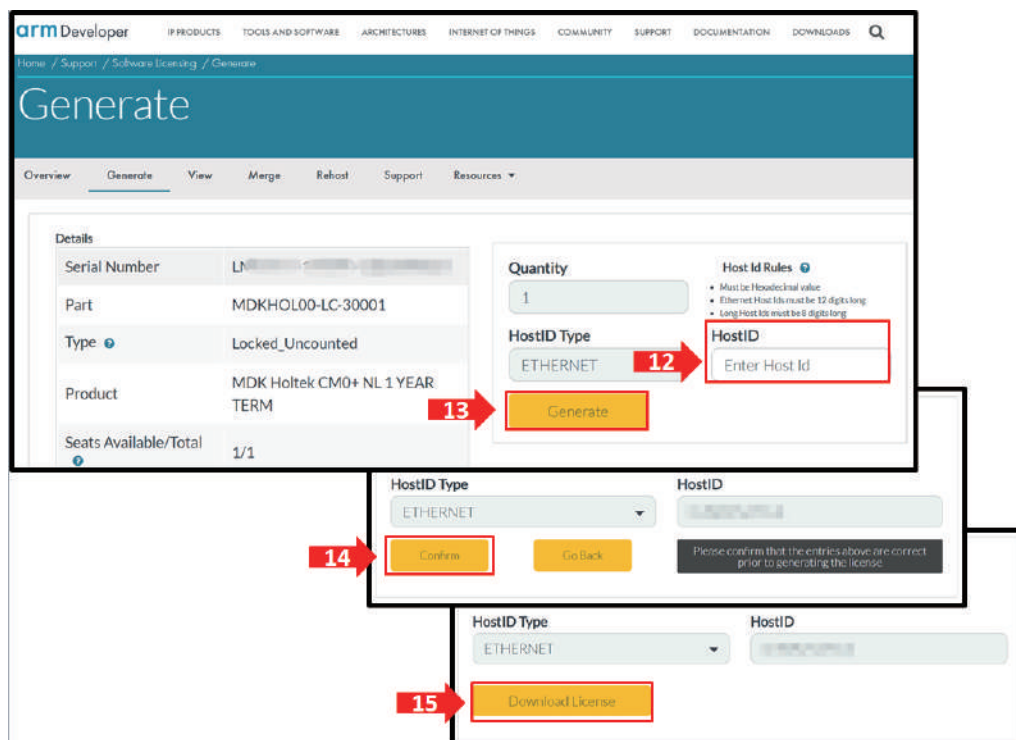 arm Developer IP PRODUCTS TOOLS AND SOFTWARE ARCHITECTURES INTERNET OF THINGS COMMUNITY SUPPORT DOCUMENTATION DOWNLOADS
Home / Support / Software Licensing / Generate
Generate
Overview Generate View Merge Rehost Support Resources
Details
Serial Number LN
Part MDKHOL00-LC-30001
Type Locked_Uncounted
Product MDK Holtek CM0+ NL 1 YEAR
TERM
Seats Available/Total 1/1
Quantity
1
Host Id Rules
• Must be Hexadecimal value
• Ethernet Host Ids must be 12 digits long
• Long Host Ids must be 8 digits long
HostID Type HostID
ETHERNET 12 Enter Host Id
13 Generate
HostID Type HostID
ETHERNET
14 Confirm Go Back Please confirm that the entries above are correct
prior to generating the license
HostID Type HostID
ETHERNET
15 Download License